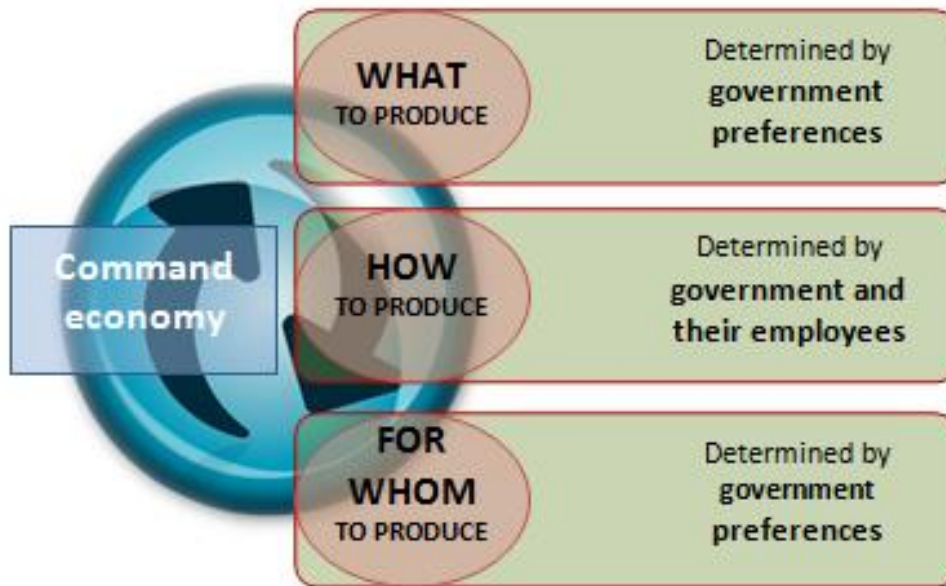 WHAT
TO PRODUCE
Determined by
government
preferences
Command
economy
HOW
TO PRODUCE
Determined by
government and
their employees
FOR
WHOM
TO PRODUCE
Determined by
government
preferences